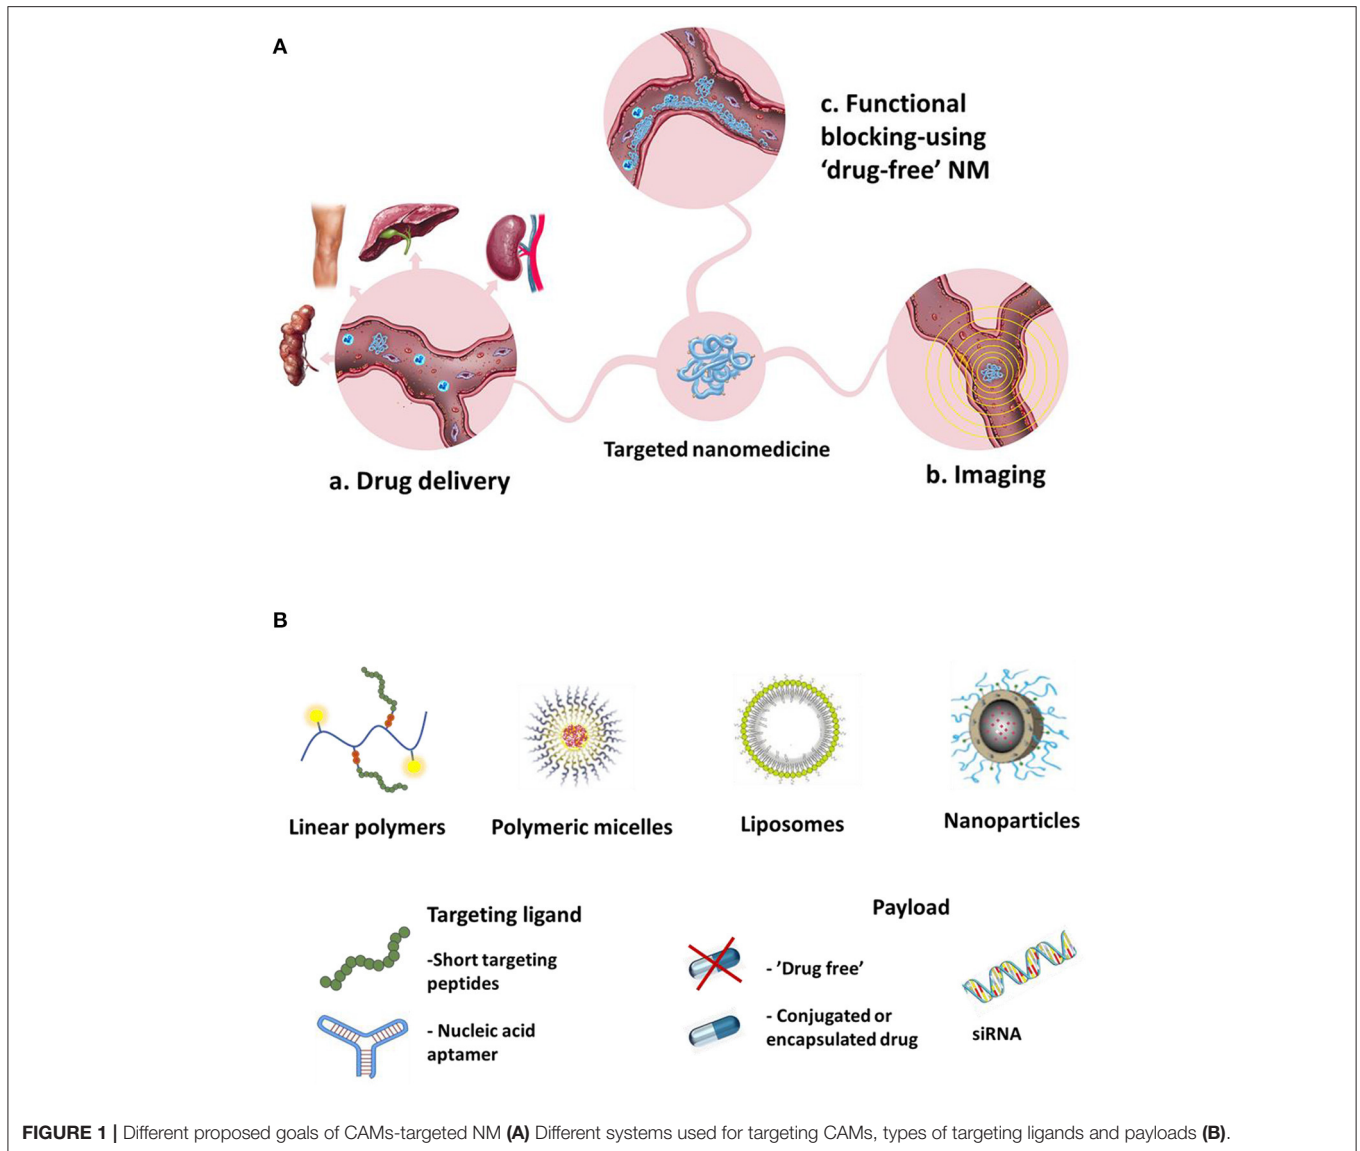 A
c. Functional
blocking-using
‘drug-free’ NM
Targeted nanomedicine
a. Drug delivery
b. Imaging
B
Linear polymers
Polymeric micelles
Liposomes
Nanoparticles
Targeting ligand
-Short targeting
peptides
- Nucleic acid
aptamer
Payload
- ’Drug free’
- Conjugated or
encapsulated drug
siRNA
FIGURE 1 | Different proposed goals of CAMs-targeted NM (A) Different systems used for targeting CAMs, types of targeting ligands and payloads (B).